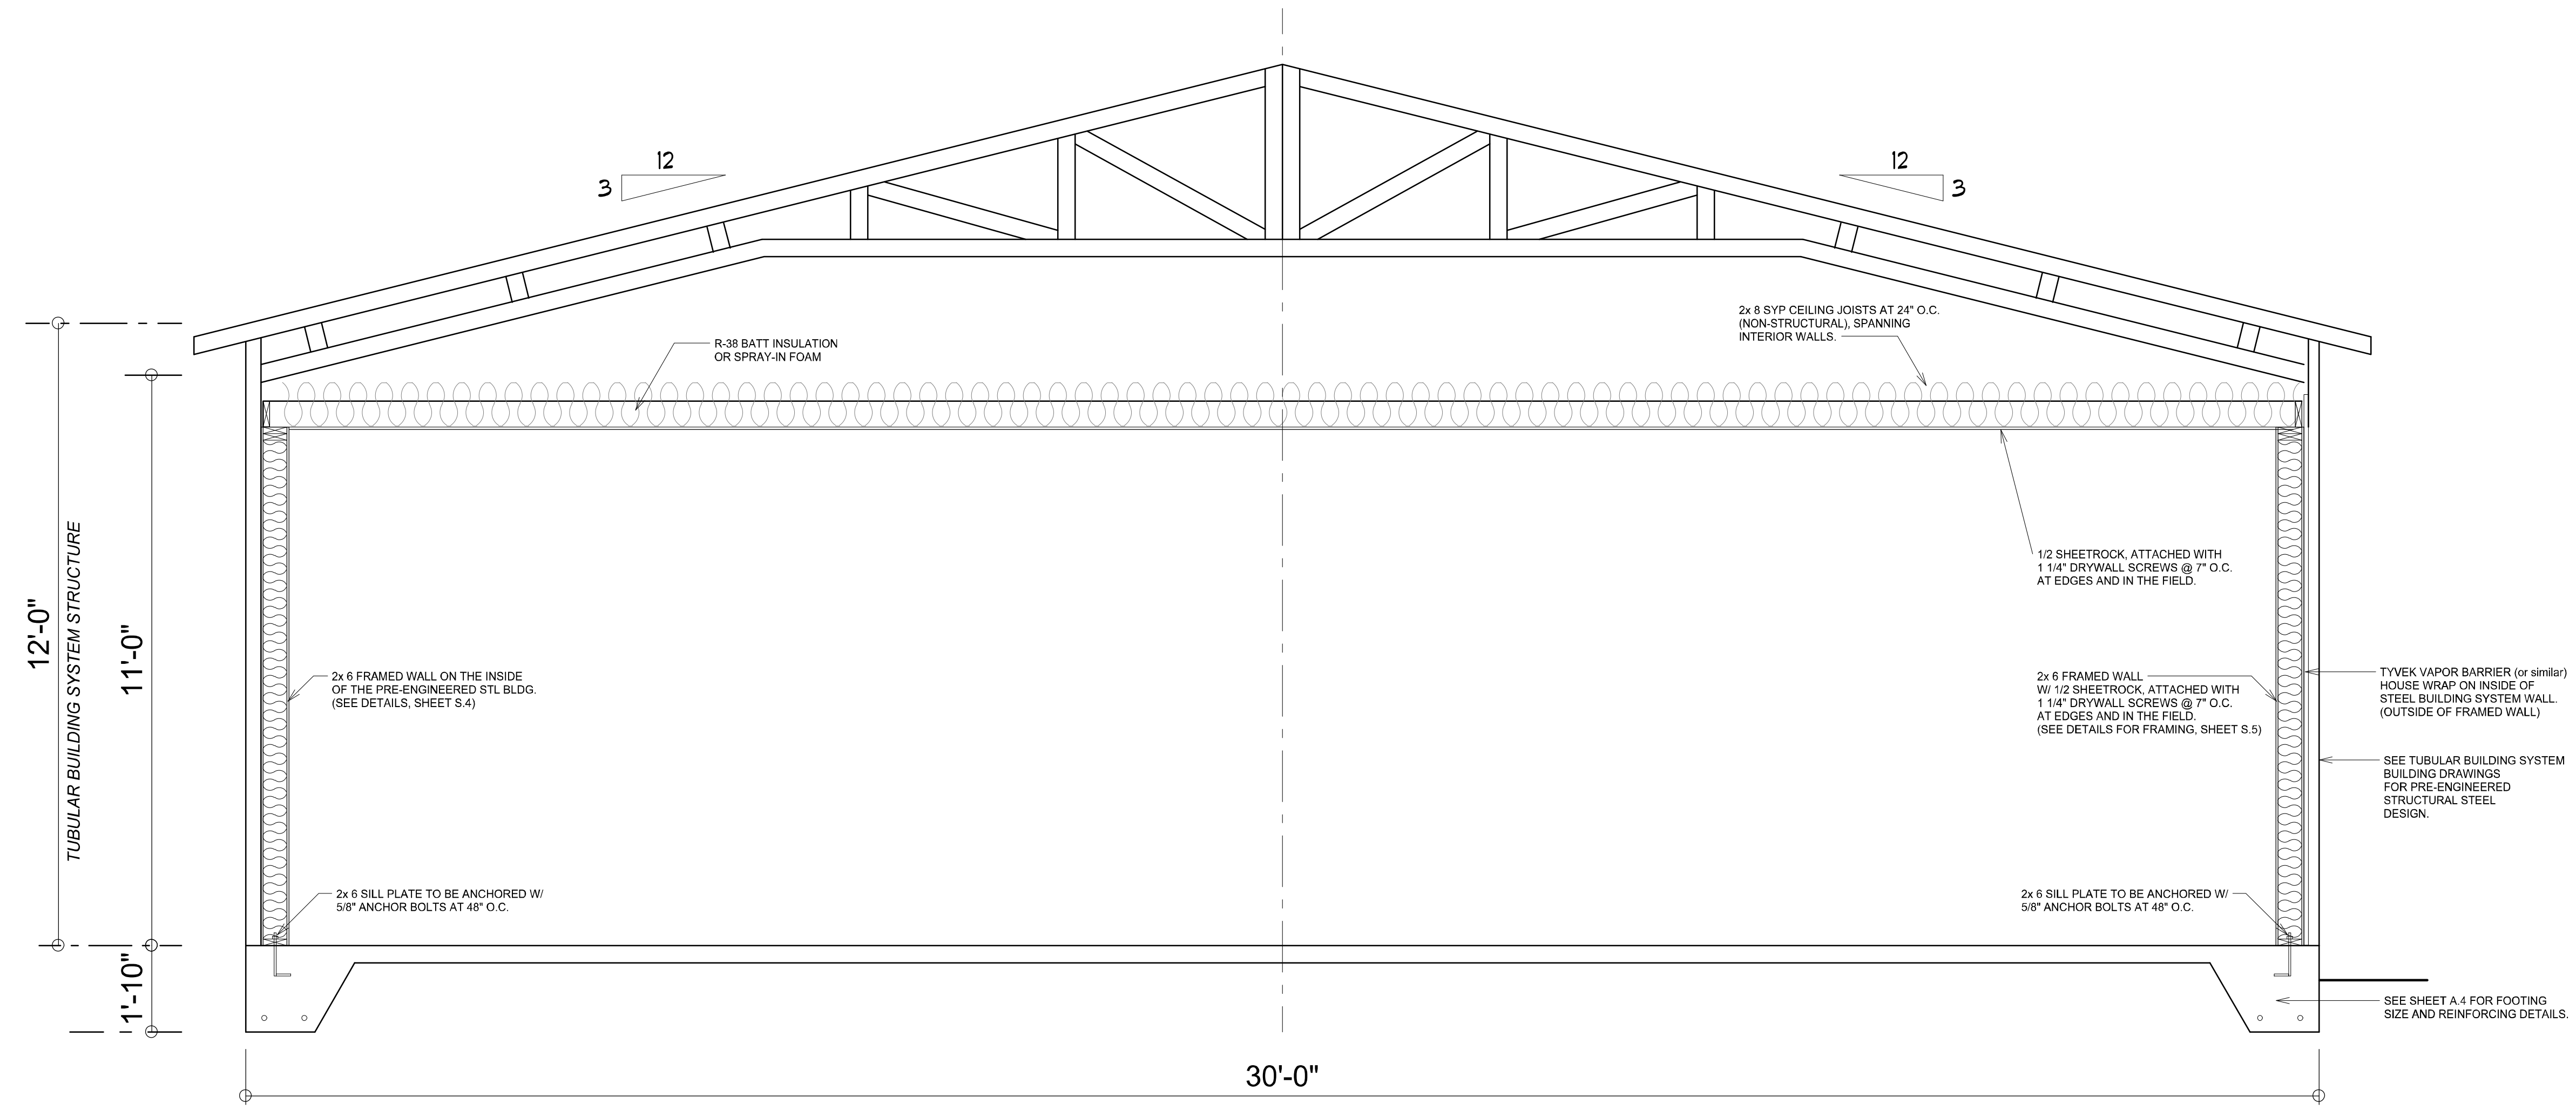 12
3
12
3
2x 8 SYP CEILING JOISTS AT 24" O.C.
(NON-STRUCTURAL), SPANNING
INTERIOR WALLS.
R-38 BATT INSULATION
OR SPRAY-IN FOAM
12'-0"
TUBULAR BUILDING SYSTEM STRUCTURE
11'-0"
1/2 SHEETROCK, ATTACHED WITH
1 1/4" DRYWALL SCREWS @ 7" O.C.
AT EDGES AND IN THE FIELD.
2x 6 FRAMED WALL ON THE INSIDE
OF THE PRE-ENGINEERED STL BLDG.
(SEE DETAILS, SHEET S.4)
2x 6 FRAMED WALL
W/ 1/2 SHEETROCK, ATTACHED WITH
1 1/4" DRYWALL SCREWS @ 7" O.C.
AT EDGES AND IN THE FIELD.
(SEE DETAILS FOR FRAMING, SHEET S.5)
TYVEK VAPOR BARRIER (or similar)
HOUSE WRAP ON INSIDE OF
STEEL BUILDING SYSTEM WALL.
(OUTSIDE OF FRAMED WALL)
SEE TUBULAR BUILDING SYSTEM
BUILDING DRAWINGS
FOR PRE-ENGINEERED
STRUCTURAL STEEL
DESIGN.
2x 6 SILL PLATE TO BE ANCHORED W/
5/8" ANCHOR BOLTS AT 48" O.C.
2x 6 SILL PLATE TO BE ANCHORED W/
5/8" ANCHOR BOLTS AT 48" O.C.
1'-10"
SEE SHEET A.4 FOR FOOTING
SIZE AND REINFORCING DETAILS.
30'-0"